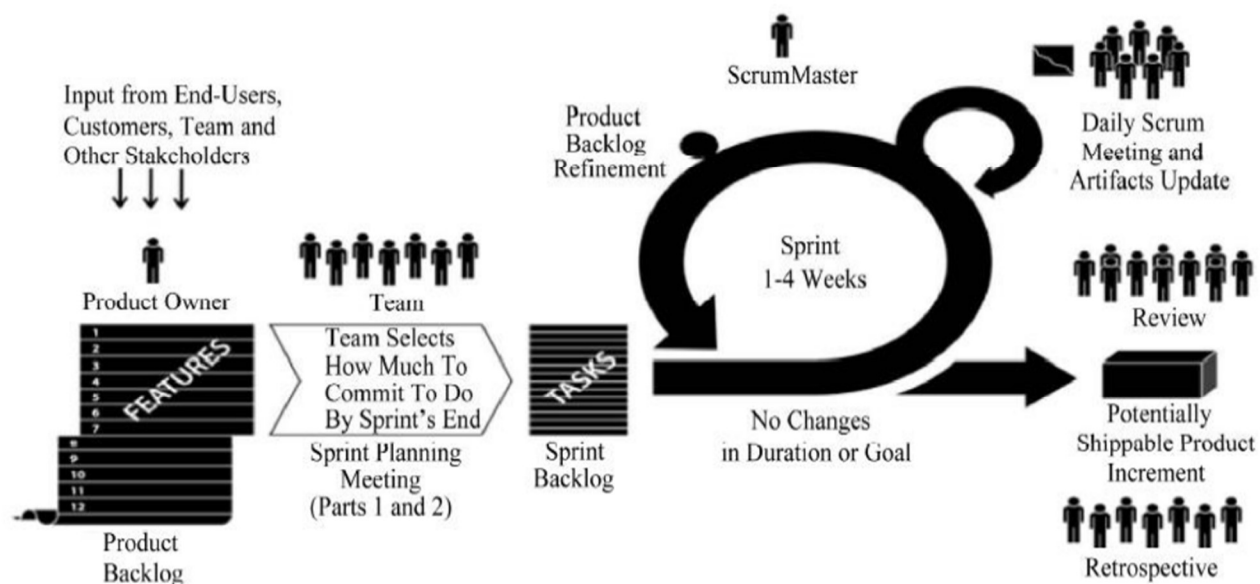 Input from End-Users,
Customers, Team and
Other Stakeholders
Product Owner
1
2
3
4
5
6
7
FEATURES
8
9
10
11
12
Product
Backlog
Team
Team Selects
How Much To
Commit To Do
By Sprint's End
Sprint Planning
Meeting
(Parts 1 and 2)
TASKS
Sprint
Backlog
ScrumMaster
Product
Backlog
Refinement
Sprint
1-4 Weeks
No Changes
in Duration or Goal
Daily Scrum
Meeting and
Artifacts Update
Review
Potentially
Shippable Product
Increment
Retrospective